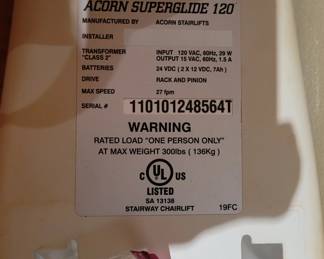 ACORN SUPERGLIDE 120
MANUFACTURED BY ACORN STAIRLIFTS
INSTALLER
TRANSFORMER INPUT 120 VAC, 60Hz, 29 W
"CLASS 2" OUTPUT 15 VAC, 60Hz, 1.5 A
BATTERIES 24 VDC ( 2 X 12 VDC, 7Ah )
DRIVE RACK AND PINION
MAX SPEED 27 fpm
SERIAL # 110101248564T
WARNING
RATED LOAD "ONE PERSON ONLY"
AT MAX WEIGHT 300lbs ( 136Kg )
C UL US
®
LISTED
SA 13138
STAIRWAY CHAIRLIFT 19FC